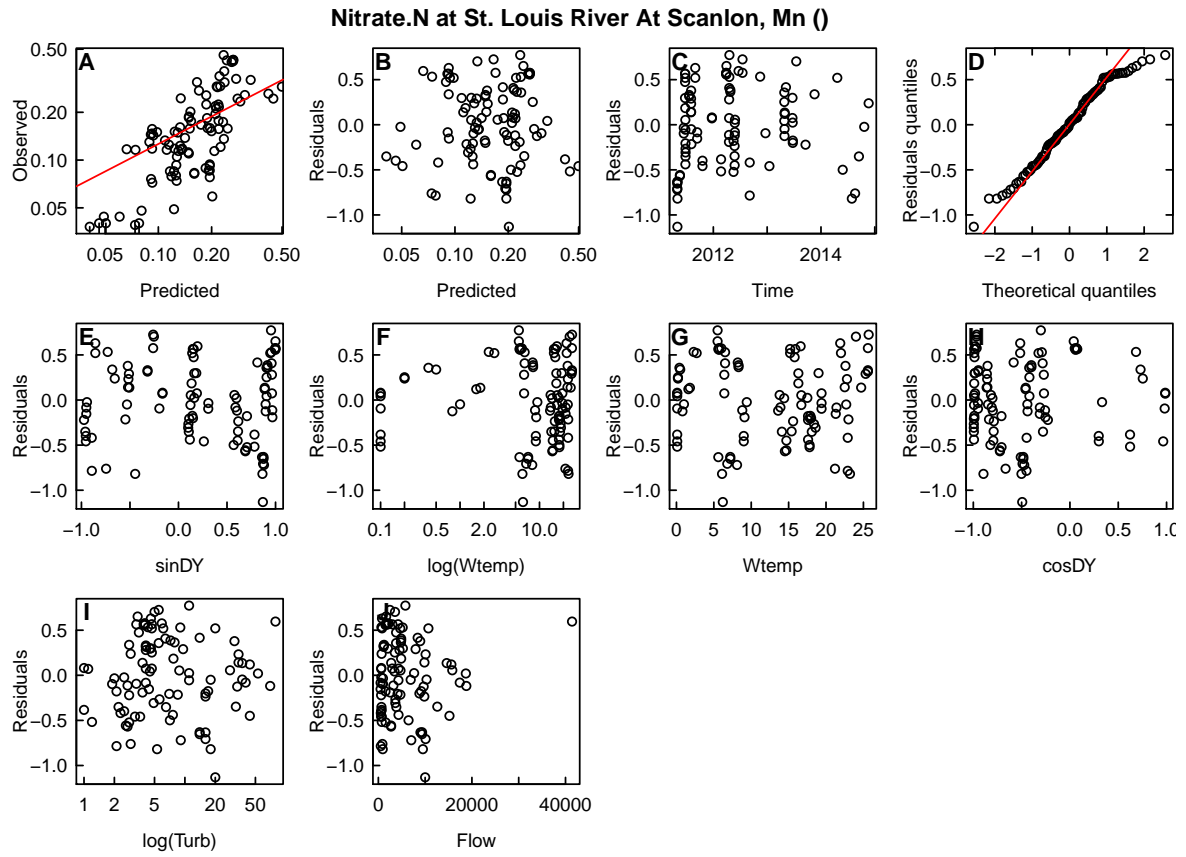 Nitrate.N at St. Louis River At Scanlon, Mn ()
A
Observed
0.50
0.20
0.10
0.05
0.05 0.10 0.20 0.50
Predicted
B
Residuals
0.5
0.0
−0.5
−1.0
0.05 0.10 0.20 0.50
Predicted
C
Residuals
0.5
0.0
−0.5
−1.0
2012 2014
Time
D
Residuals quantiles
0.5
0.0
−0.5
−1.0
−2 −1 0 1 2
Theoretical quantiles
E
Residuals
0.5
0.0
−0.5
−1.0
−1.0 0.0 0.5 1.0
sinDY
F
Residuals
0.5
0.0
−0.5
−1.0
0.1 0.5 2.0 10.0
log(Wtemp)
G
Residuals
0.5
0.0
−0.5
−1.0
0 5 10 15 20 25
Wtemp
H
Residuals
0.5
0.0
−0.5
−1.0
−1.0 0.0 0.5 1.0
cosDY
I
Residuals
0.5
0.0
−0.5
−1.0
1 2 5 20 50
log(Turb)
J
Residuals
0.5
0.0
−0.5
−1.0
0 20000 40000
Flow